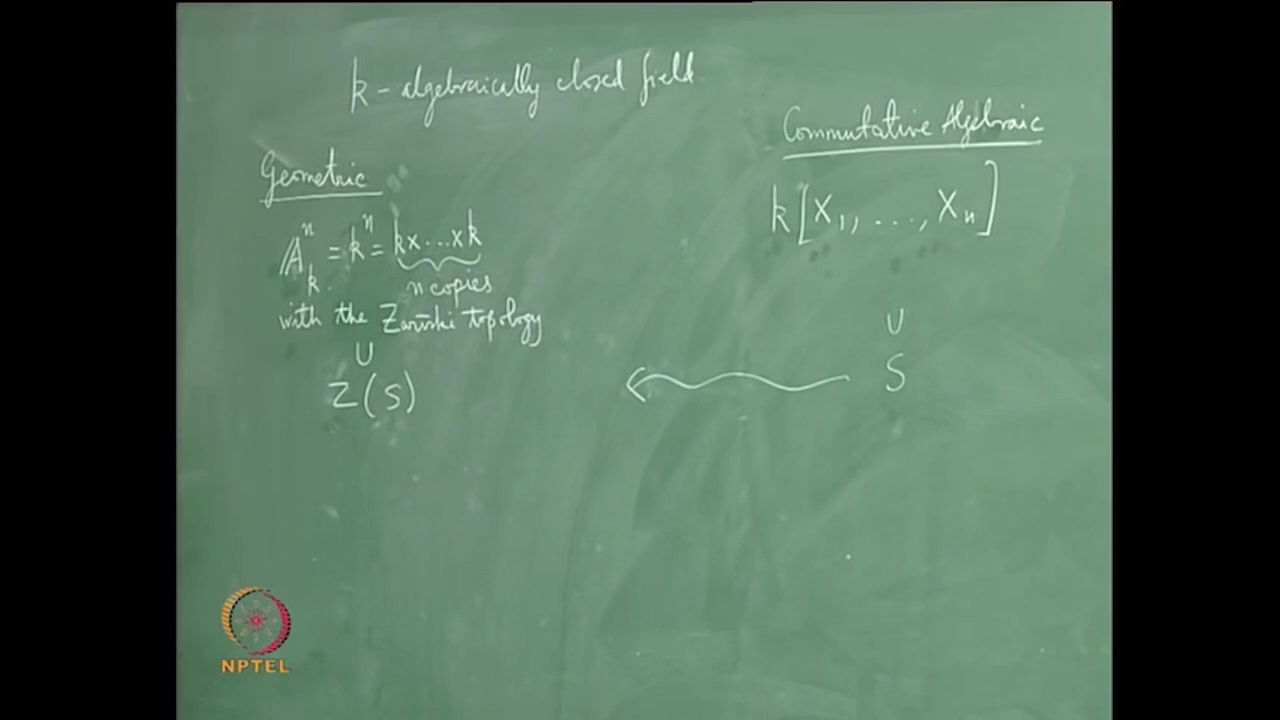 k - algebraically closed field.
Commutative Algebraic
Geometric
k[X₁, ..., Xₙ]
𝔸ⁿₖ = kⁿ = k×...×k
n copies
with the Zariski topology
∪
∪
Z(S)
S
NPTEL